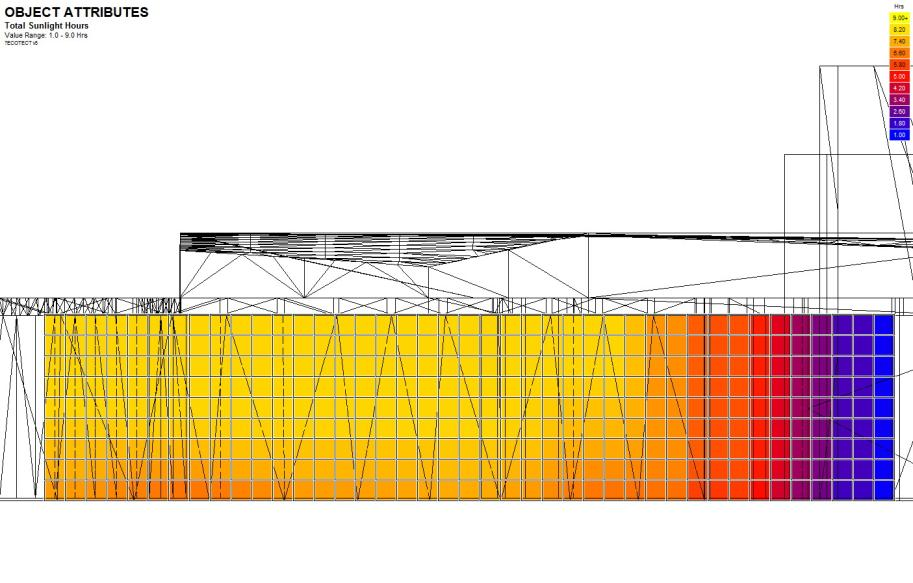 OBJECT ATTRIBUTES
Total Sunlight Hours
Value Range: 1.0 - 9.0 Hrs
Hrs
9.00+
8.20
7.40
6.60
5.80
5.00
4.20
3.40
2.60
1.80
1.00